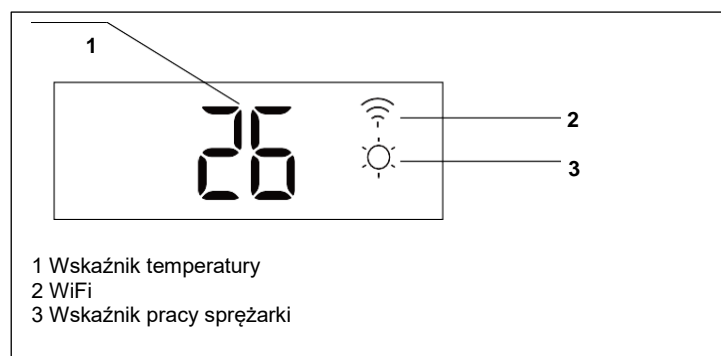 1
26
2
3
1 Wskaźnik temperatury
2 WiFi
3 Wskaźnik pracy sprężarki